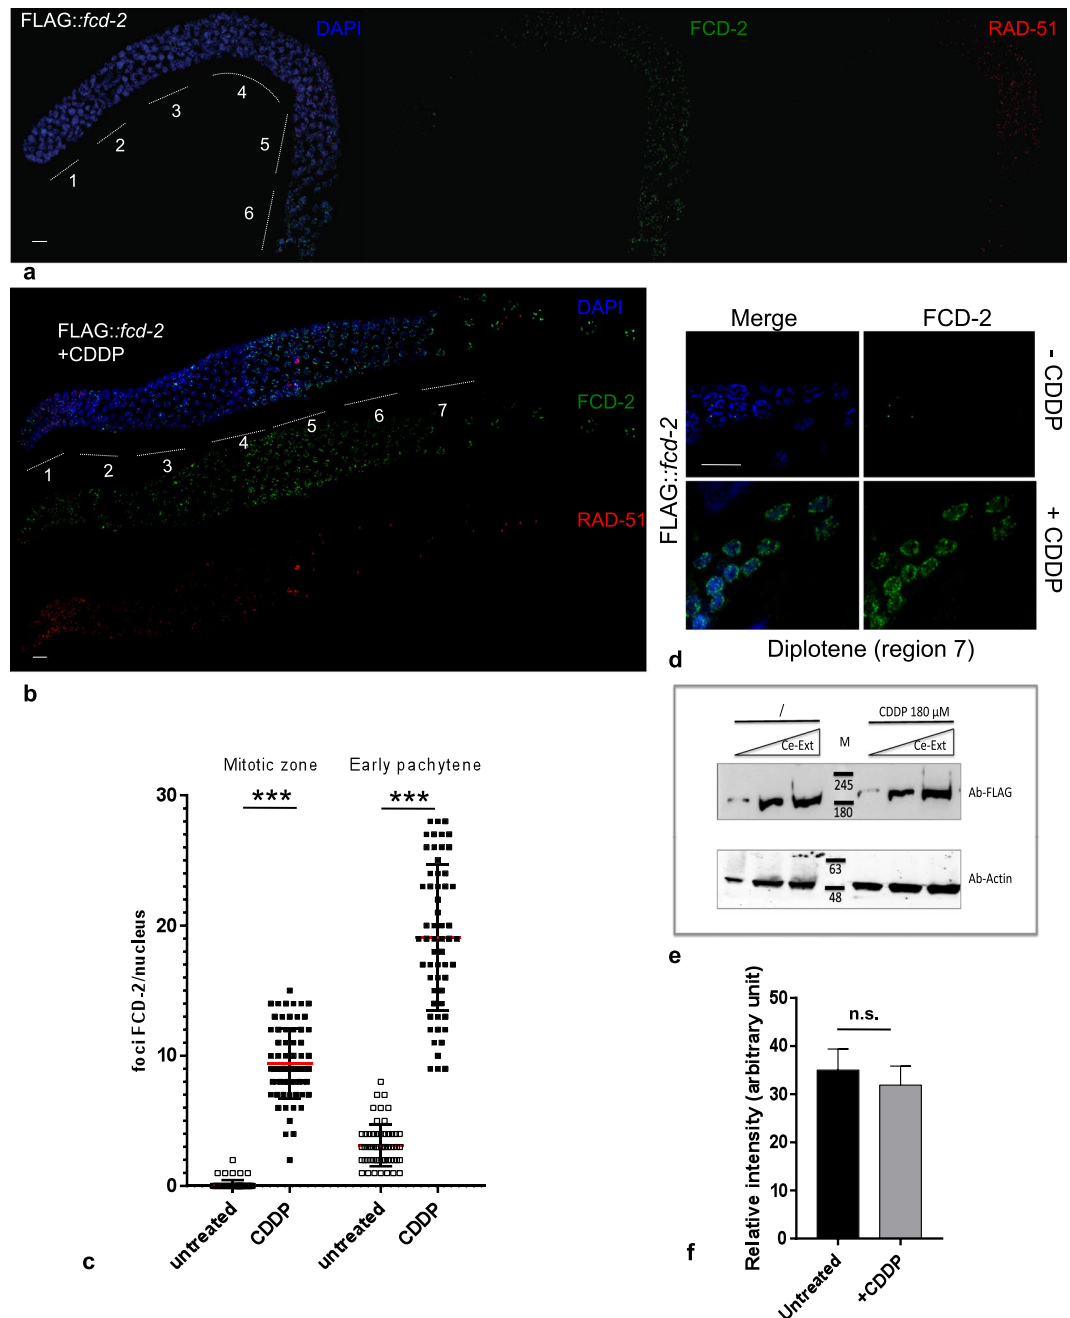 FLAG::fcd-2
DAPI
FCD-2
RAD-51
1
2
3
4
5
6
a
FLAG::fcd-2
+CDDP
DAPI
FCD-2
RAD-51
1
2
3
4
5
6
7
b
Merge
FCD-2
FLAG::fcd-2
- CDDP
+ CDDP
Diplotene (region 7)
d
/
CDDP 180 µM
Ce-Ext
M
Ce-Ext
245
180
Ab-FLAG
63
48
Ab-Actin
e
Mitotic zone
Early pachytene
***
***
30
20
10
0
foci FCD-2/nucleus
untreated
CDDP
untreated
CDDP
c
Relative intensity (arbitrary unit)
50
40
30
20
10
0
n.s.
Untreated
+CDDP
f